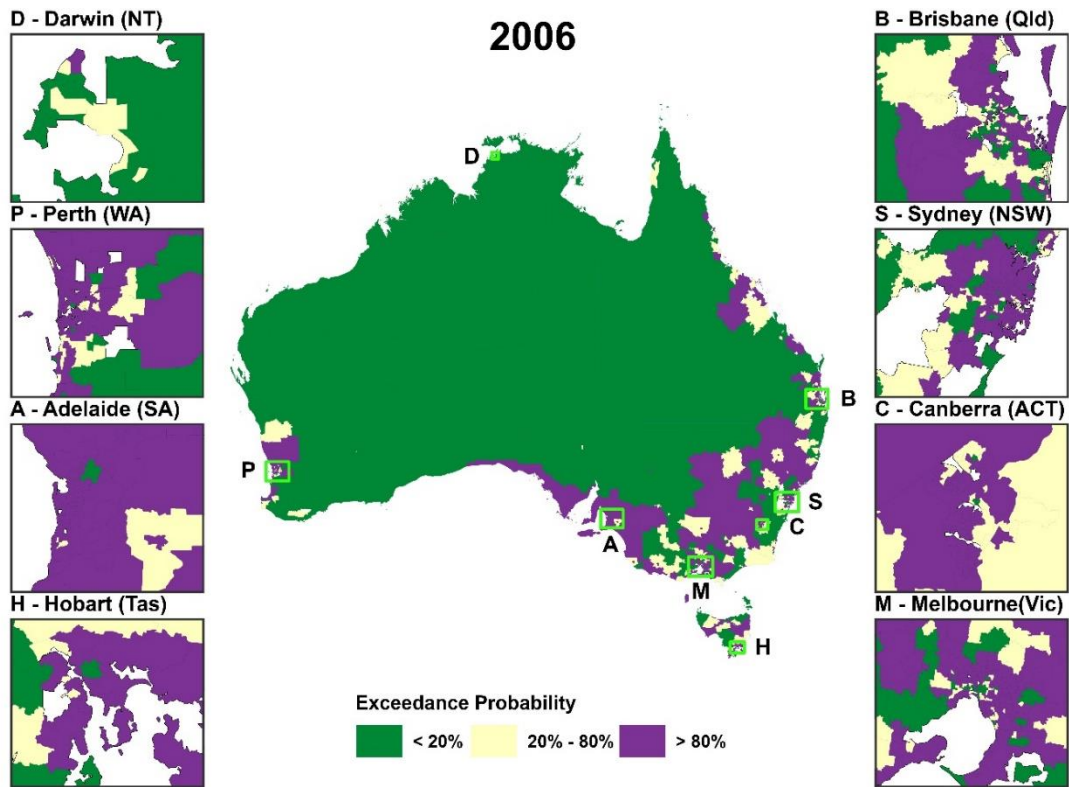 2006
D - Darwin (NT)
P - Perth (WA)
A - Adelaide (SA)
H - Hobart (Tas)
B - Brisbane (Qld)
S - Sydney (NSW)
C - Canberra (ACT)
M - Melbourne(Vic)
D
B
P
S
C
A
M
H
Exceedance Probability
< 20%
20% - 80%
> 80%